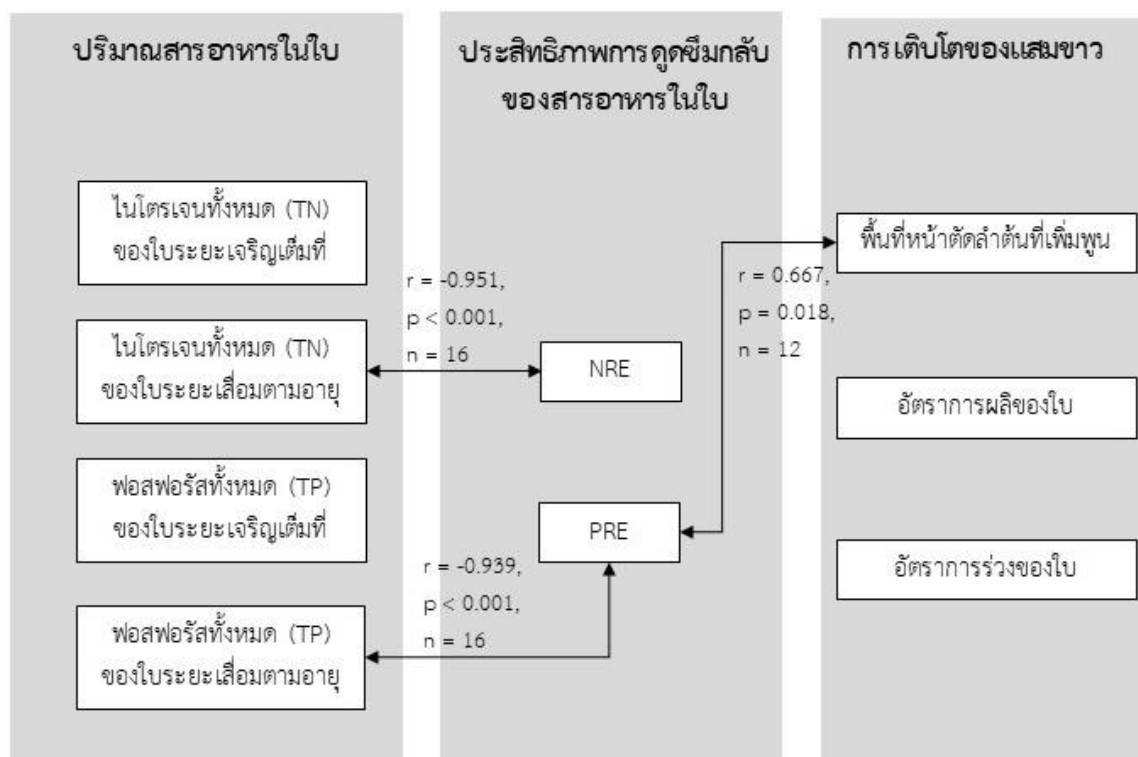 ปริมาณสารอาหารในใบ
ไนโตรเจนทั้งหมด (TN)
ของใบระยะเจริญเต็มที่
ไนโตรเจนทั้งหมด (TN)
ของใบระยะเสื่อมตามอายุ
ฟอสฟอรัสทั้งหมด (TP)
ของใบระยะเจริญเต็มที่
ฟอสฟอรัสทั้งหมด (TP)
ของใบระยะเสื่อมตามอายุ
r = -0.951,
p < 0.001,
n = 16
r = -0.939,
p < 0.001,
n = 16
ประสิทธิภาพการดูดซึมกลับ
ของสารอาหารในใบ
NRE
PRE
r = 0.667,
p = 0.018,
n = 12
การเติบโตของแสมขาว
พื้นที่หน้าตัดลำต้นที่เพิ่มพูน
อัตราการผลิของใบ
อัตราการร่วงของใบ